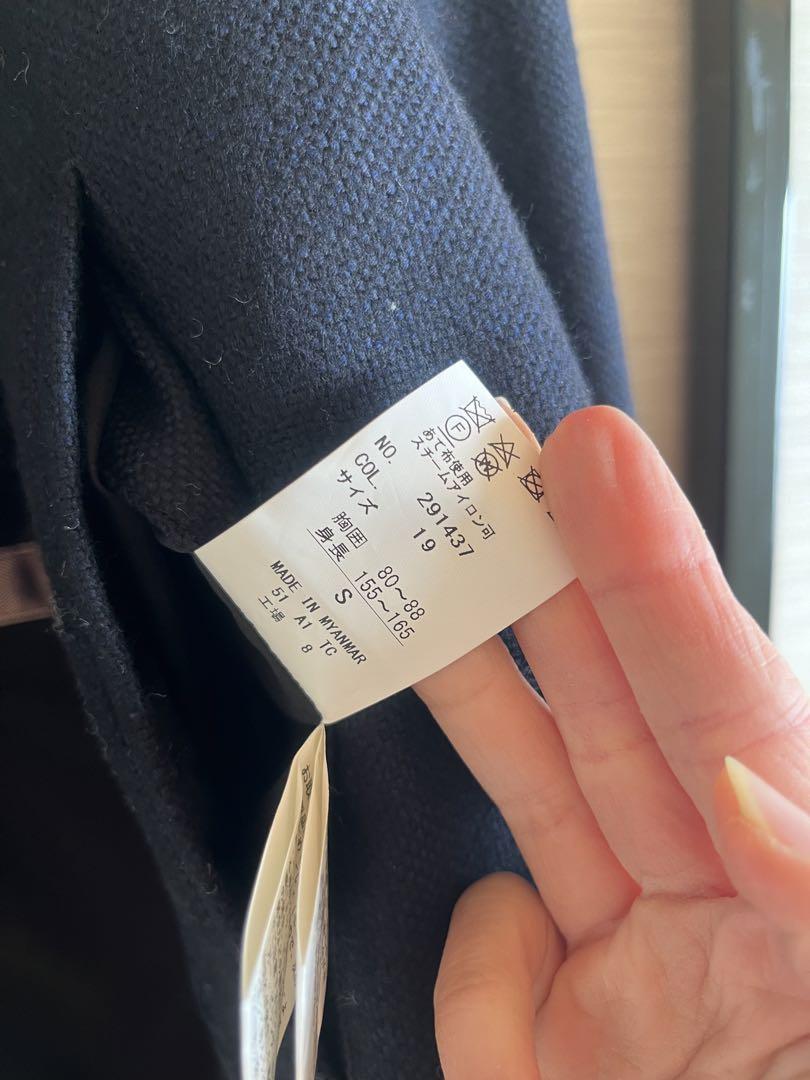 F
あて布使用
スチームアイロン可
NO. 291437
COL. 19
サイズ
胸囲 80～88
身長 155～165
S
MADE IN MYANMAR
51 A1 TC
工場 8